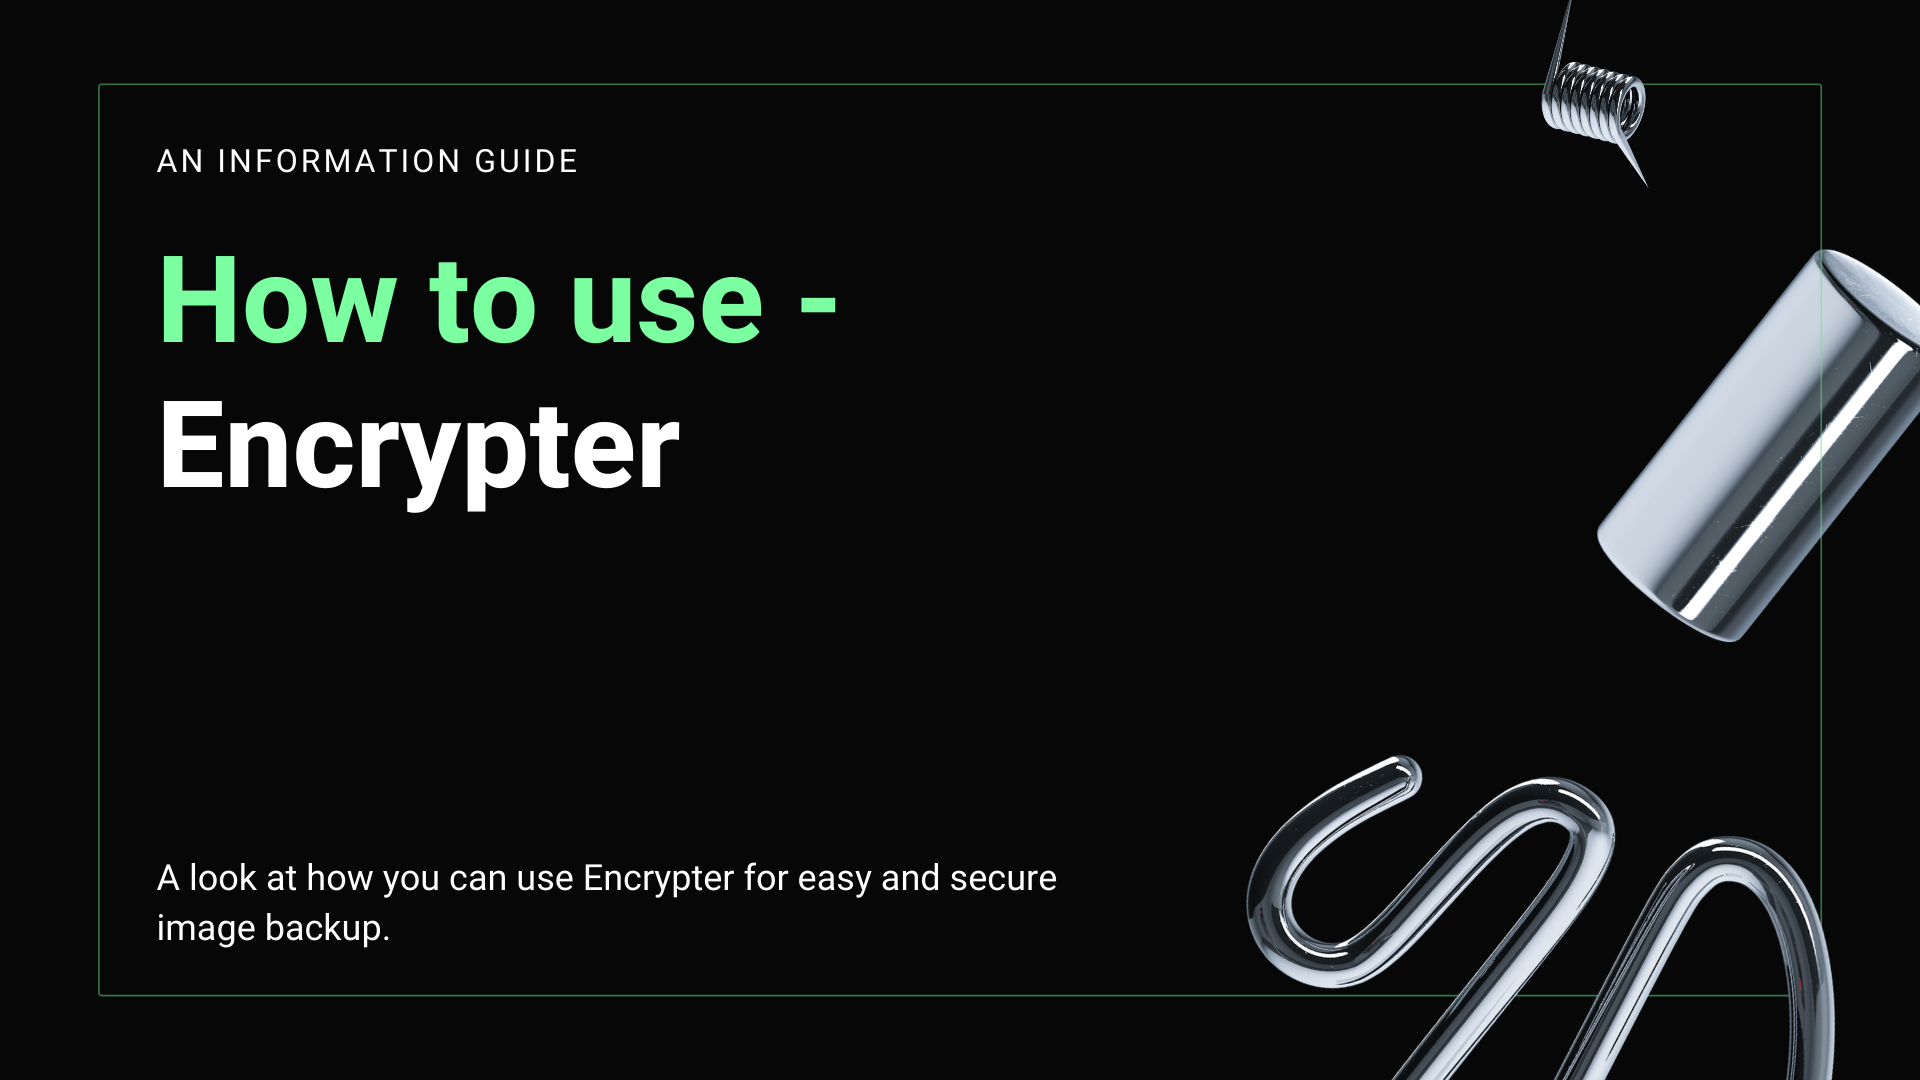 AN INFORMATION GUIDE
How to use -
Encrypter
A look at how you can use Encrypter for easy and secure
image backup.